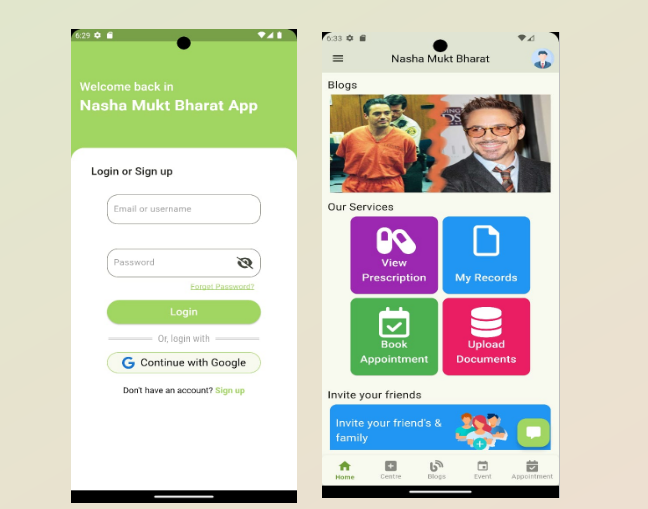 6:29
Welcome back in
Nasha Mukt Bharat App
Login or Sign up
Email or username
Password
Forget Password?
Login
Or, login with
Continue with Google
Don't have an account? Sign up
6:33
Nasha Mukt Bharat
Blogs
Our Services
View
Prescription
My Records
Book
Appointment
Upload
Documents
Invite your friends
Invite your friend's &
family
Home
Centre
Blogs
Event
Appointment